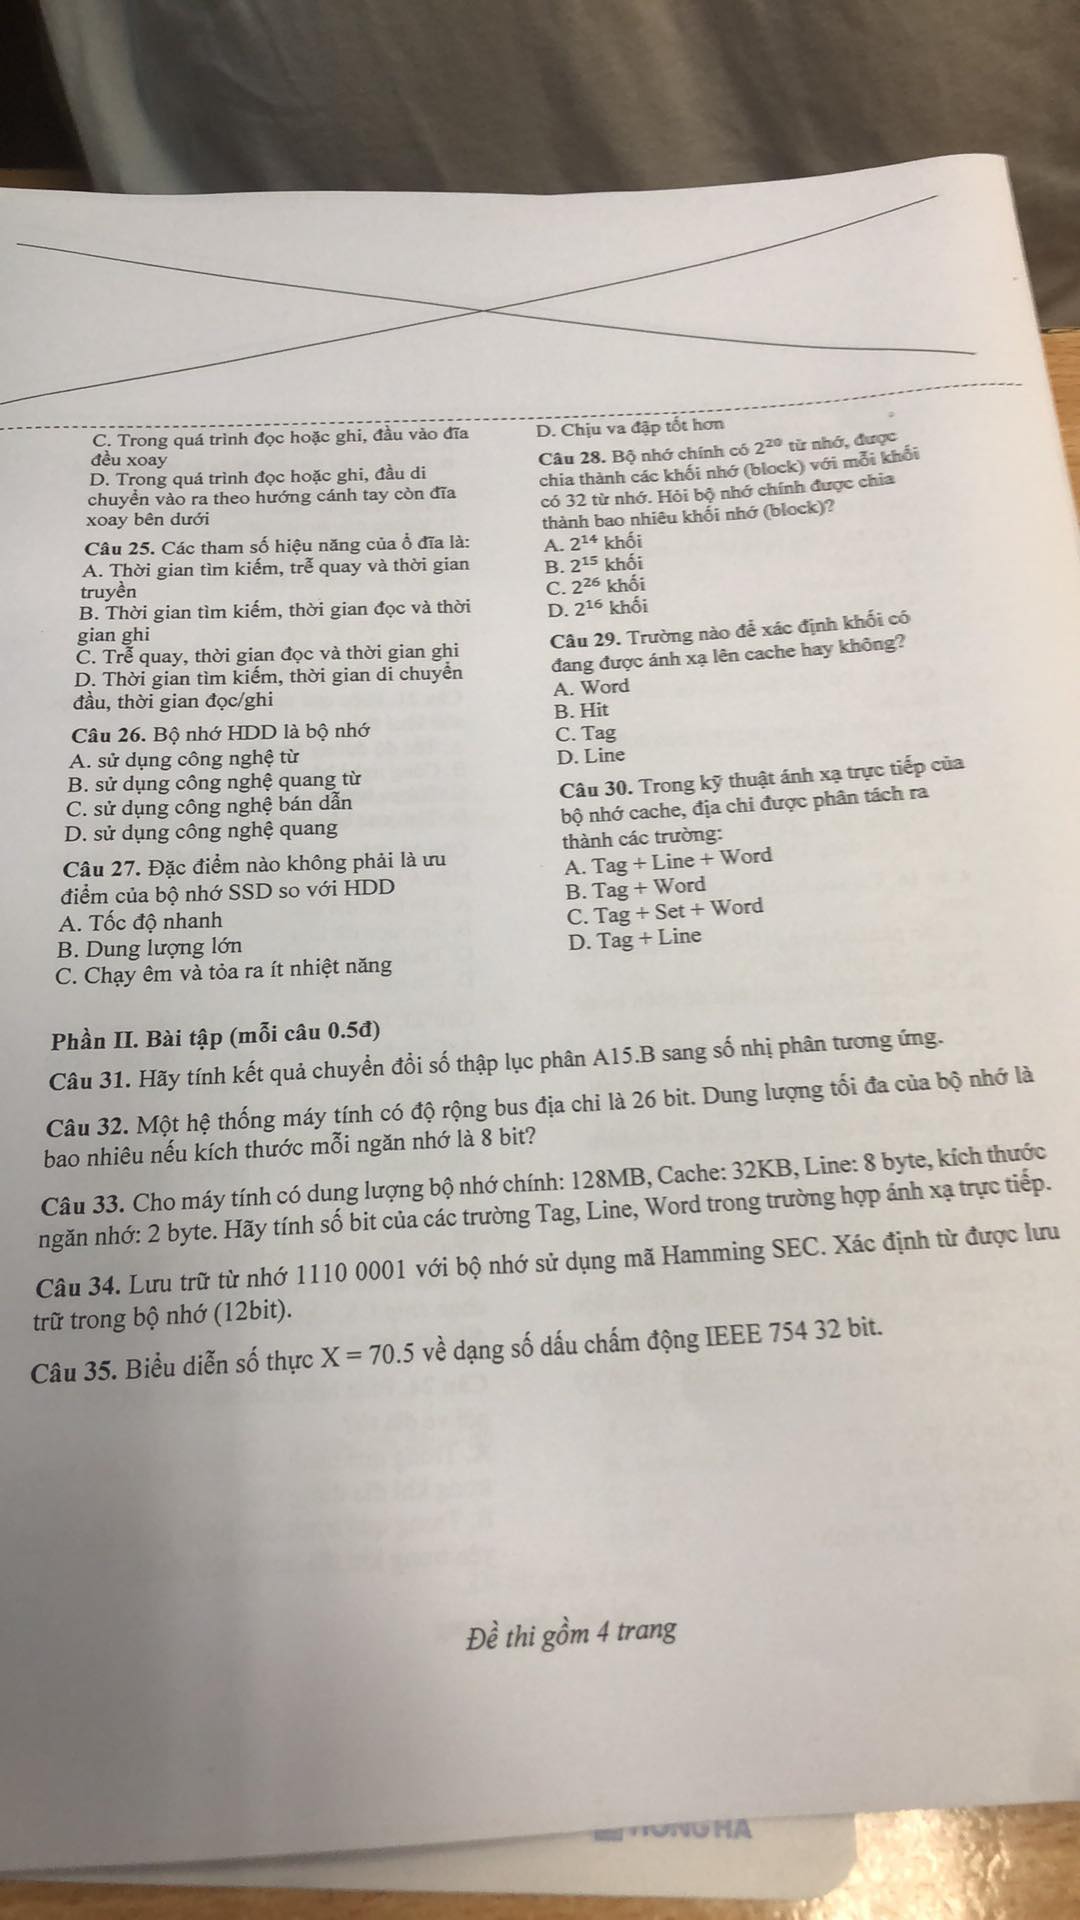 C. Trong quá trình đọc hoặc ghi, đầu vào đĩa
đều xoay
D. Trong quá trình đọc hoặc ghi, đầu di
chuyển vào ra theo hướng cánh tay còn đĩa
xoay bên dưới
Câu 25. Các tham số hiệu năng của ổ đĩa là:
A. Thời gian tìm kiếm, trễ quay và thời gian
truyền
B. Thời gian tìm kiếm, thời gian đọc và thời
gian ghi
C. Trễ quay, thời gian đọc và thời gian ghi
D. Thời gian tìm kiếm, thời gian di chuyển
đầu, thời gian đọc/ghi
Câu 26. Bộ nhớ HDD là bộ nhớ
A. sử dụng công nghệ từ
B. sử dụng công nghệ quang từ
C. sử dụng công nghệ bán dẫn
D. sử dụng công nghệ quang
Câu 27. Đặc điểm nào không phải là ưu
điểm của bộ nhớ SSD so với HDD
A. Tốc độ nhanh
B. Dung lượng lớn
C. Chạy êm và tỏa ra ít nhiệt năng
D. Chịu va đập tốt hơn
Câu 28. Bộ nhớ chính có 2²⁰ từ nhớ, được
chia thành các khối nhớ (block) với mỗi khối
có 32 từ nhớ. Hỏi bộ nhớ chính được chia
thành bao nhiêu khối nhớ (block)?
A. 2¹⁴ khối
B. 2¹⁵ khối
C. 2²⁶ khối
D. 2¹⁶ khối
Câu 29. Trường nào để xác định khối có
đang được ánh xạ lên cache hay không?
A. Word
B. Hit
C. Tag
D. Line
Câu 30. Trong kỹ thuật ánh xạ trực tiếp của
bộ nhớ cache, địa chỉ được phân tách ra
thành các trường:
A. Tag + Line + Word
B. Tag + Word
C. Tag + Set + Word
D. Tag + Line
Phần II. Bài tập (mỗi câu 0.5đ)
Câu 31. Hãy tính kết quả chuyển đổi số thập lục phân A15.B sang số nhị phân tương ứng.
Câu 32. Một hệ thống máy tính có độ rộng bus địa chỉ là 26 bit. Dung lượng tối đa của bộ nhớ là
bao nhiêu nếu kích thước mỗi ngăn nhớ là 8 bit?
Câu 33. Cho máy tính có dung lượng bộ nhớ chính: 128MB, Cache: 32KB, Line: 8 byte, kích thước
ngăn nhớ: 2 byte. Hãy tính số bit của các trường Tag, Line, Word trong trường hợp ánh xạ trực tiếp.
Câu 34. Lưu trữ từ nhớ 1110 0001 với bộ nhớ sử dụng mã Hamming SEC. Xác định từ được lưu
trữ trong bộ nhớ (12bit).
Câu 35. Biểu diễn số thực X = 70.5 về dạng số dấu chấm động IEEE 754 32 bit.
Đề thi gồm 4 trang